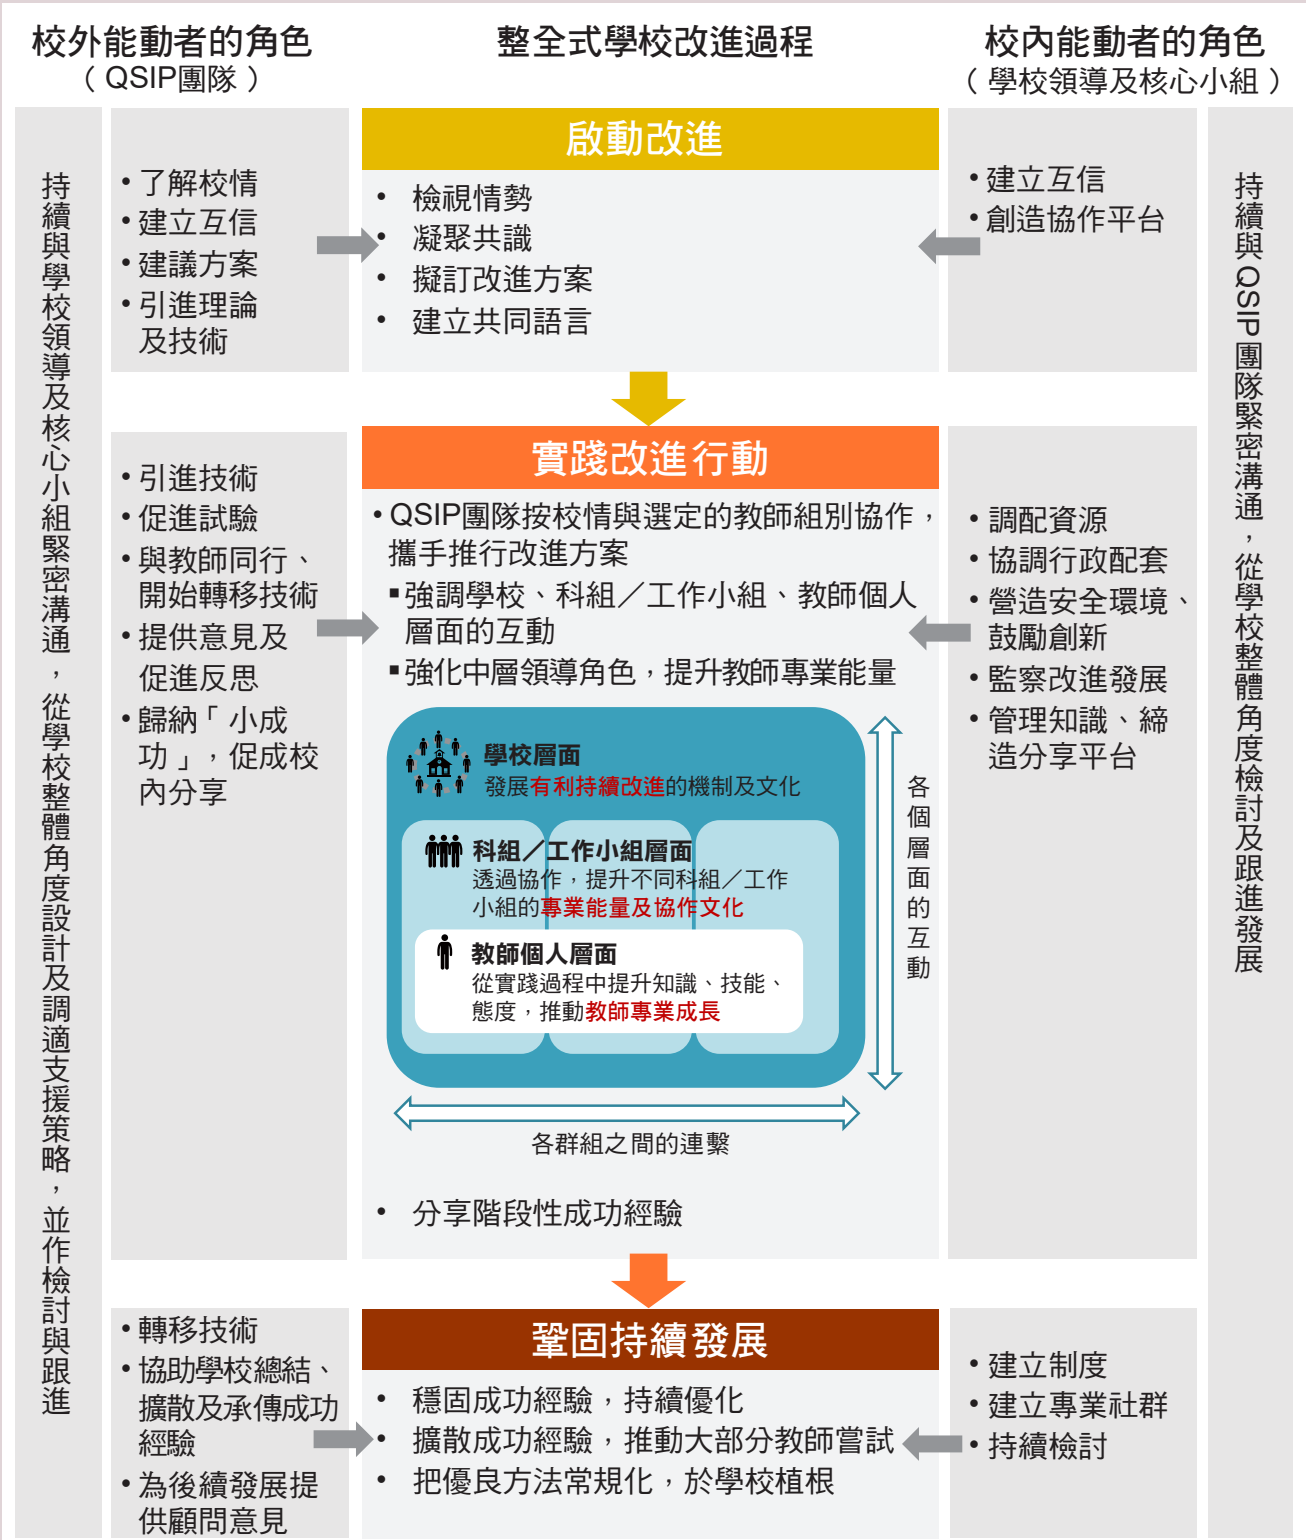 校外能動者的角色
（QSIP團隊）
整全式學校改進過程
校內能動者的角色
（學校領導及核心小組）
持續與學校領導及核心小組緊密溝通，從學校整體角度設計及調適支援策略，並作檢討與跟進
• 了解校情
• 建立互信
• 建議方案
• 引進理論
及技術
啟動改進
• 檢視情勢
• 凝聚共識
• 擬訂改進方案
• 建立共同語言
• 建立互信
• 創造協作平台
持續與QSIP團隊緊密溝通，從學校整體角度檢討及跟進發展
• 引進技術
• 促進試驗
• 與教師同行、
開始轉移技術
• 提供意見及
促進反思
• 歸納「小成
功」，促成校
內分享
實踐改進行動
• QSIP團隊按校情與選定的教師組別協作，
攜手推行改進方案
▪ 強調學校、科組／工作小組、教師個人
層面的互動
▪ 強化中層領導角色，提升教師專業能量
學校層面
發展有利持續改進的機制及文化
科組／工作小組層面
透過協作，提升不同科組／工作
小組的專業能量及協作文化
教師個人層面
從實踐過程中提升知識、技能、
態度，推動教師專業成長
各個層面的互動
各群組之間的連繫
• 分享階段性成功經驗
• 調配資源
• 協調行政配套
• 營造安全環境、
鼓勵創新
• 監察改進發展
• 管理知識、締
造分享平台
• 轉移技術
• 協助學校總結、
擴散及承傳成功
經驗
• 為後續發展提
供顧問意見
鞏固持續發展
• 穩固成功經驗，持續優化
• 擴散成功經驗，推動大部分教師嘗試
• 把優良方法常規化，於學校植根
• 建立制度
• 建立專業社群
• 持續檢討